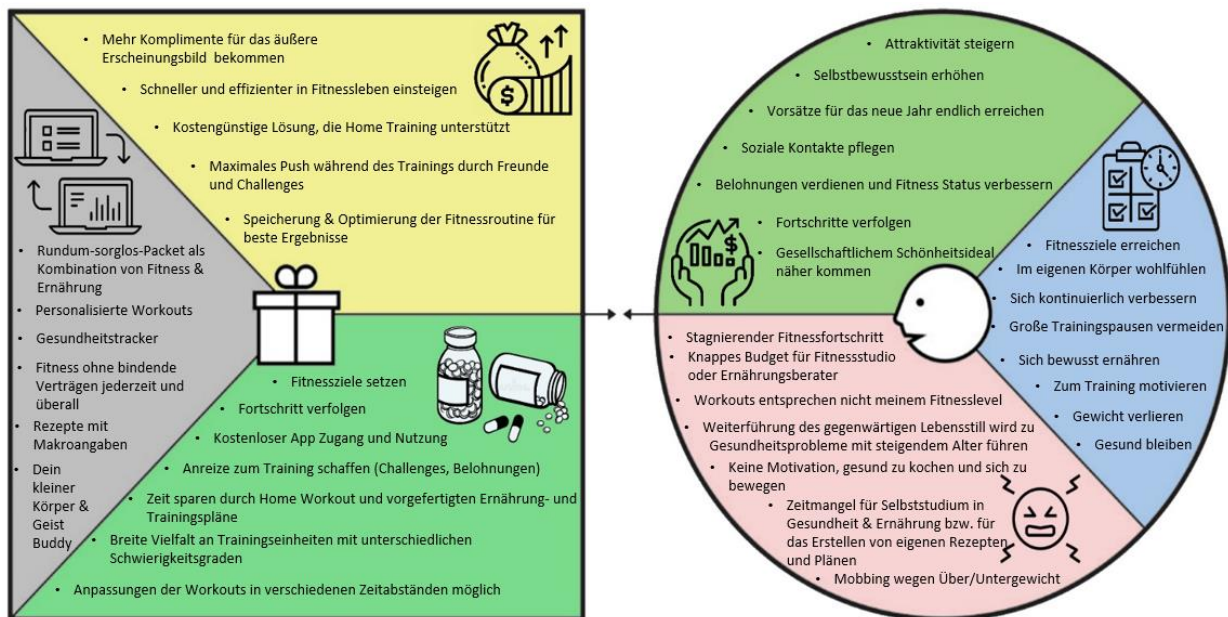 • Mehr Komplimente für das äußere
Erscheinungsbild bekommen
• Schneller und effizienter in Fitnessleben einsteigen
• Kostengünstige Lösung, die Home Training unterstützt
• Maximales Push während des Trainings durch Freunde
und Challenges
• Speicherung & Optimierung der Fitnessroutine für
beste Ergebnisse
$
• Rundum-sorglos-Packet als
Kombination von Fitness &
Ernährung
• Personalisierte Workouts
• Gesundheitstracker
• Fitness ohne bindende
Verträgen jederzeit und
überall
• Rezepte mit
Makroangaben
• Dein
kleiner
Körper &
Geist
Buddy
• Fitnessziele setzen
• Fortschritt verfolgen
• Kostenloser App Zugang und Nutzung
• Anreize zum Training schaffen (Challenges, Belohnungen)
• Zeit sparen durch Home Workout und vorgefertigten Ernährung- und
Trainingspläne
• Breite Vielfalt an Trainingseinheiten mit unterschiedlichen
Schwierigkeitsgraden
• Anpassungen der Workouts in verschiedenen Zeitabständen möglich
• Attraktivität steigern
• Selbstbewusstsein erhöhen
• Vorsätze für das neue Jahr endlich erreichen
• Soziale Kontakte pflegen
• Belohnungen verdienen und Fitness Status verbessern
• Fortschritte verfolgen
• Gesellschaftlichem Schönheitsideal
näher kommen
$
• Fitnessziele erreichen
• Im eigenen Körper wohlfühlen
• Sich kontinuierlich verbessern
• Große Trainingspausen vermeiden
• Sich bewusst ernähren
• Zum Training motivieren
• Gewicht verlieren
• Gesund bleiben
• Stagnierender Fitnessfortschritt
• Knappes Budget für Fitnessstudio
oder Ernährungsberater
• Workouts entsprechen nicht meinem Fitnesslevel
• Weiterführung des gegenwärtigen Lebensstill wird zu
Gesundheitsprobleme mit steigendem Alter führen
• Keine Motivation, gesund zu kochen und sich zu
bewegen
• Zeitmangel für Selbststudium in
Gesundheit & Ernährung bzw. für
das Erstellen von eigenen Rezepten
und Plänen
• Mobbing wegen Über/Untergewicht